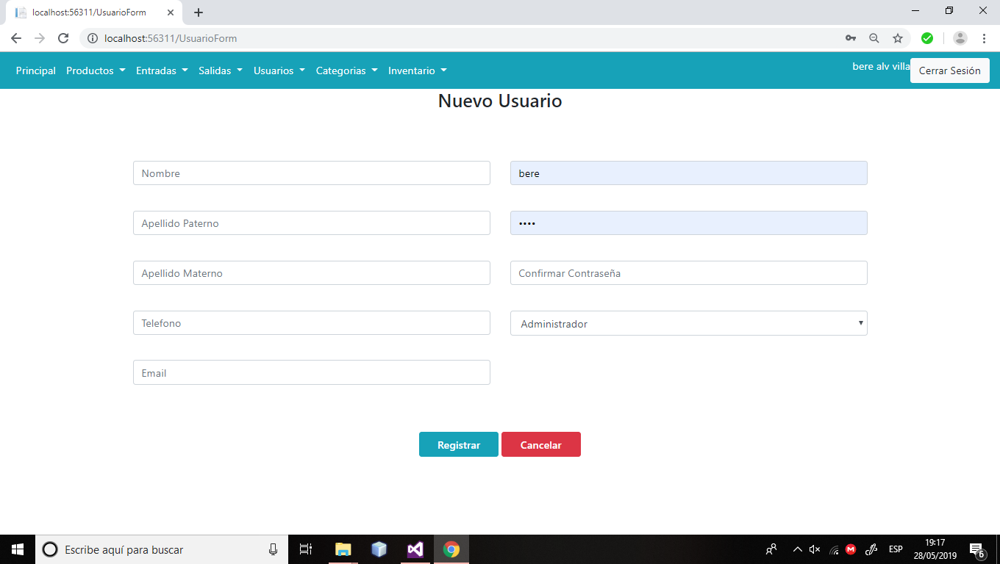 localhost:56311/UsuarioForm
localhost:56311/UsuarioForm
Principal Productos Entradas Salidas Usuarios Categorias Inventario bere alv villa Cerrar Sesión
Nuevo Usuario
Nombre
bere
Apellido Paterno
••••
Apellido Materno
Confirmar Contraseña
Telefono
Administrador
Email
Registrar Cancelar
Escribe aquí para buscar
M
ESP
19:17
28/05/2019
6